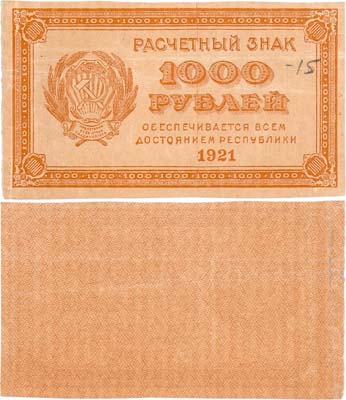 РАСЧЕТНЫЙ ЗНАК
1000
РУБЛЕЙ
ОБЕСПЕЧИВАЕТСЯ ВСЕМ
ДОСТОЯНИЕМ РЕСПУБЛИКИ
1921
-15